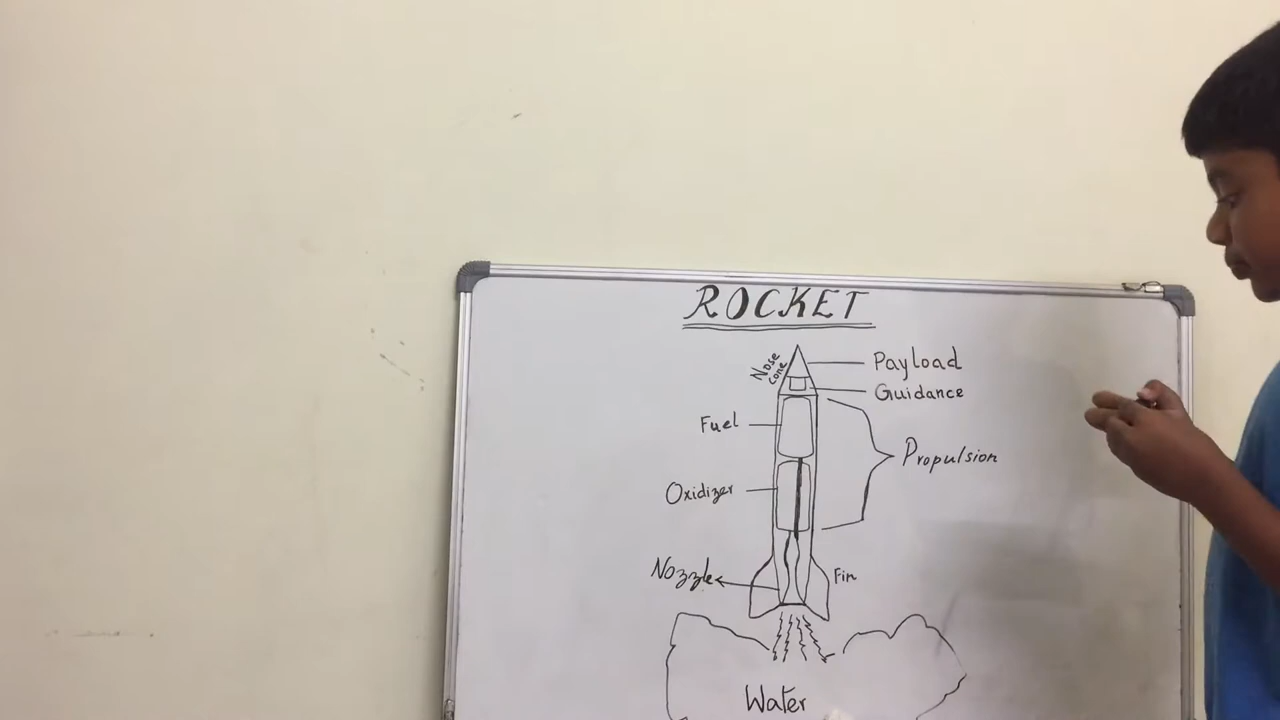 ROCKET
Nose
cone
Payload
Guidance
Fuel
Propulsion
Oxidizer
Nozzle
Fin
Water